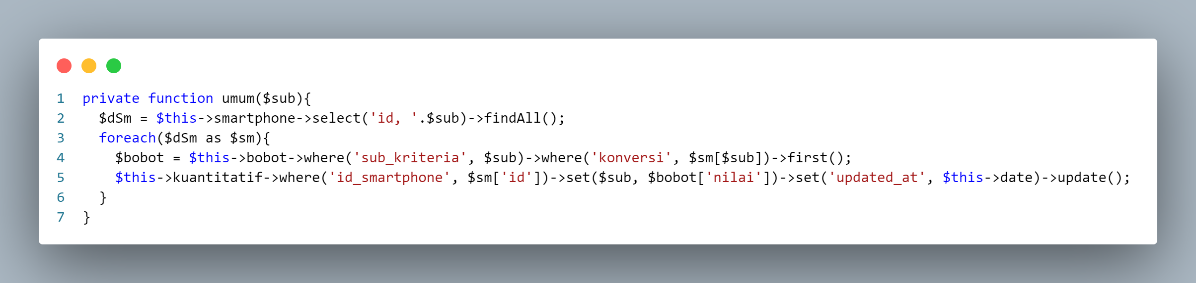 1 private function umum($sub){
2   $dSm = $this->smartphone->select('id, '.$sub)->findAll();
3   foreach($dSm as $sm){
4     $bobot = $this->bobot->where('sub_kriteria', $sub)->where('konversi', $sm[$sub])->first();
5     $this->kuantitatif->where('id_smartphone', $sm['id'])->set($sub, $bobot['nilai'])->set('updated_at', $this->date)->update();
6   }
7 }